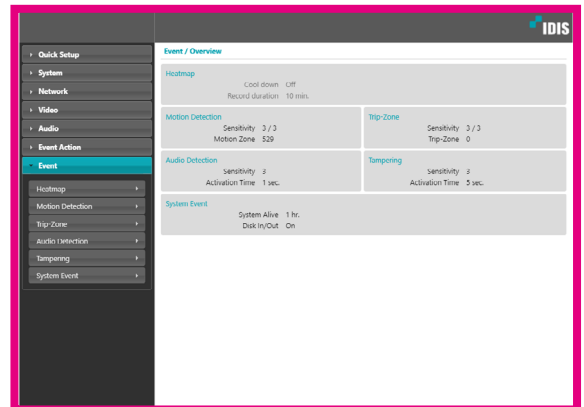 IDIS
Quick Setup
System
Network
Video
Audio
Event Action
Event
Heatmap
Motion Detection
Trip-Zone
Audio Detection
Tampering
System Event
Event / Overview
Heatmap
Cool down Off
Record duration 10 min.
Motion Detection
Sensitivity 3 / 3
Motion Zone 529
Trip-Zone
Sensitivity 3 / 3
Trip-Zone 0
Audio Detection
Sensitivity 3
Activation Time 1 sec.
Tampering
Sensitivity 3
Activation Time 5 sec.
System Event
System Alive 1 hr.
Disk In/Out On